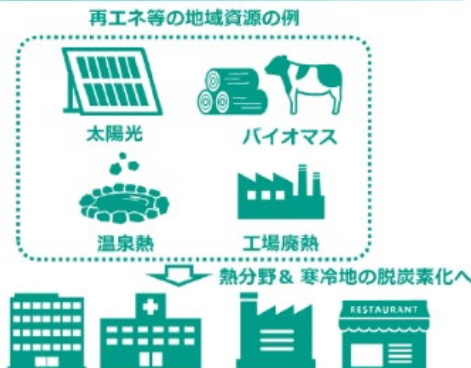 再エネ等の地域資源の例
太陽光
バイオマス
温泉熱
工場廃熱
熱分野& 寒冷地の脱炭素化へ
RESTAURANT